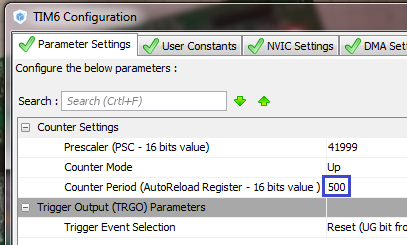 TIM6 Configuration
Parameter Settings User Constants NVIC Settings DMA Set
Configure the below parameters :
Search : Search (Crtl+F)
Counter Settings
Prescaler (PSC - 16 bits value) 41999
Counter Mode Up
Counter Period (AutoReload Register - 16 bits value ) 500
Trigger Output (TRGO) Parameters
Trigger Event Selection Reset (UG bit fro